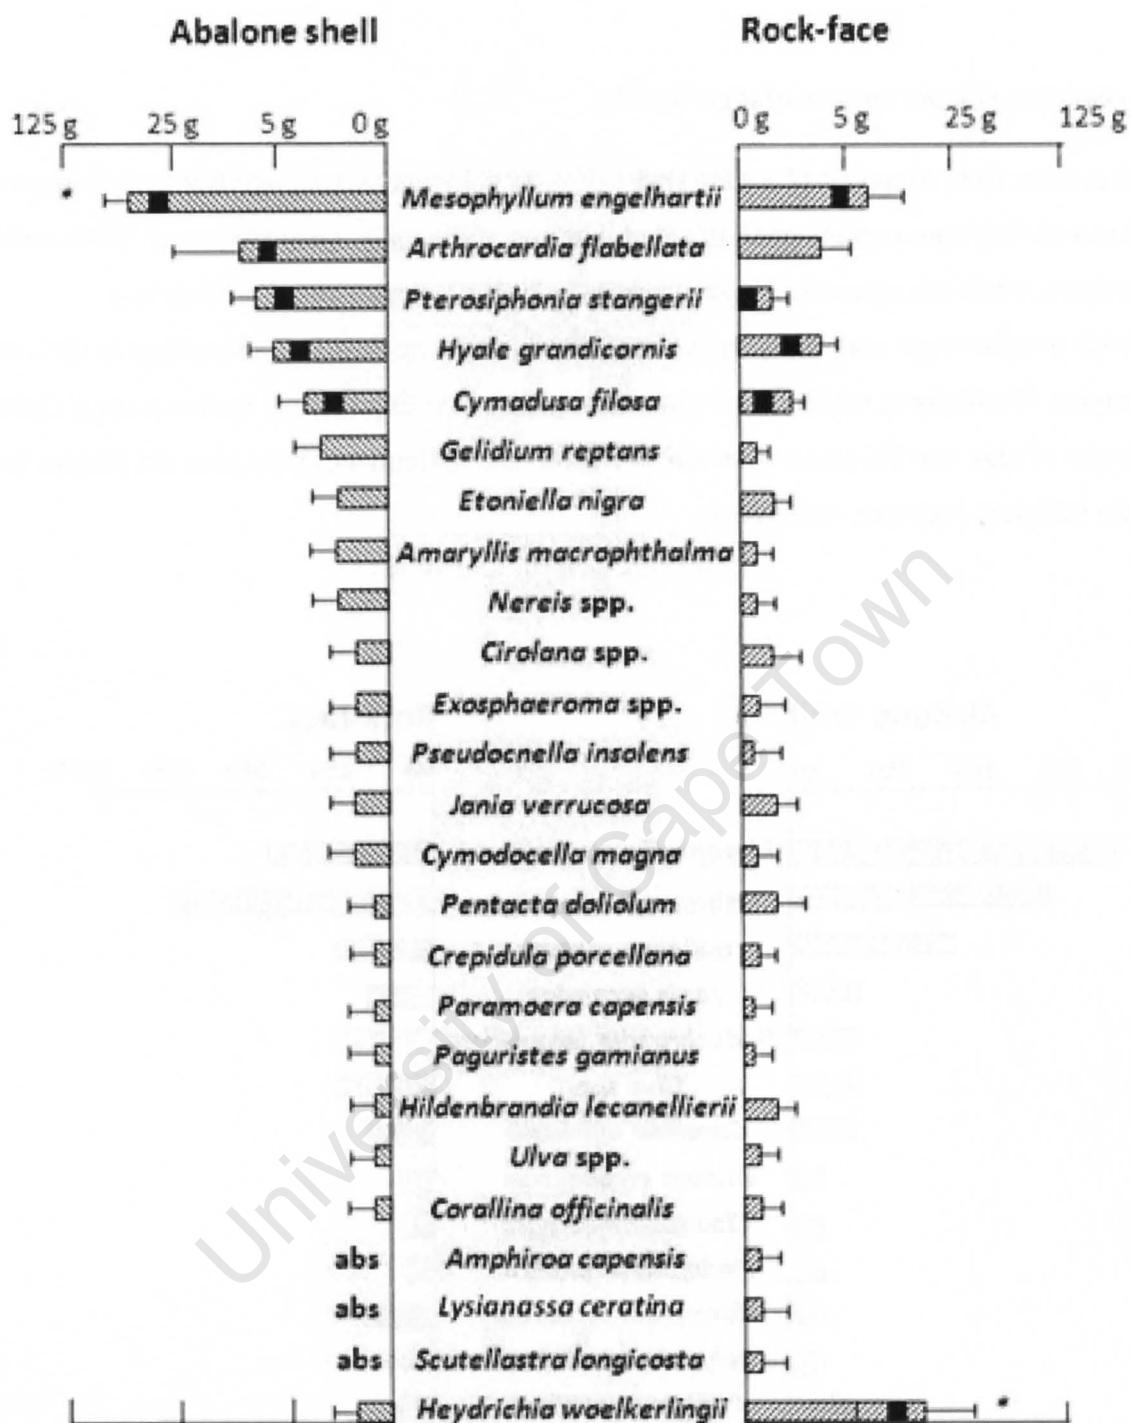 Abalone shell Rock-face
125 g 25 g 5 g 0 g 0 g 5 g 25 g 125 g
* Mesophyllum engelhartii
Arthrocardia flabellata
Pterosiphonia stangerii
Hyale grandicornis
Cymadusa filosa
Gelidium reptans
Etoniella nigra
Amaryllis macrophthalma
Nereis spp.
Cirolana spp.
Exosphaeroma spp.
Pseudocnella insolens
Jania verrucosa
Cymodocella magna
Pentacta doliolum
Crepidula porcellana
Paramoera capensis
Paguristes gamianus
Hildenbrandia lecanellierii
Ulva spp.
Corallina officinalis
abs Amphiroa capensis
abs Lysianassa ceratina
abs Scutellastra longicosta
Heydrichia woelkerlingii *
University of Cape Town